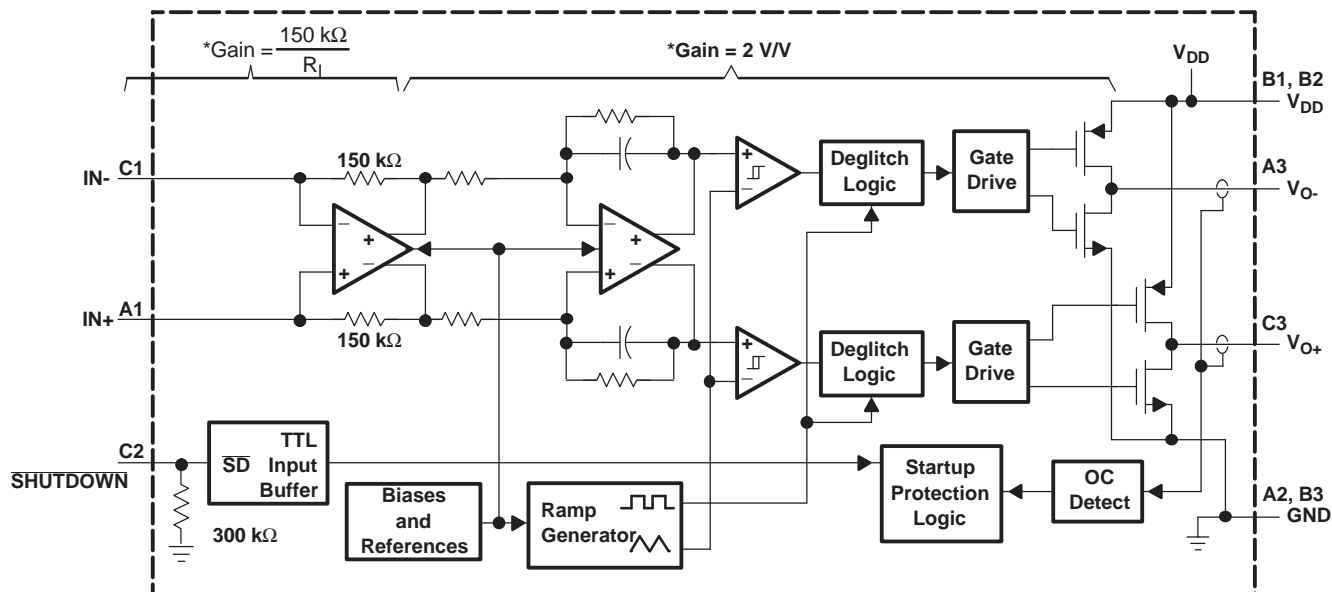 *Gain = 150 kΩ
R_I
*Gain = 2 V/V
V_DD
B1, B2
V_DD
150 kΩ
IN- C1
+
−
+
−
+
+
−
Deglitch
Logic
Gate
Drive
A3
V_O-
−
+
−
+
IN+ A1
150 kΩ
+
−
Deglitch
Logic
Gate
Drive
C3
V_O+
C2
SHUTDOWN
SD
TTL
Input
Buffer
300 kΩ
Biases
and
References
Ramp
Generator
Startup
Protection
Logic
OC
Detect
A2, B3
GND